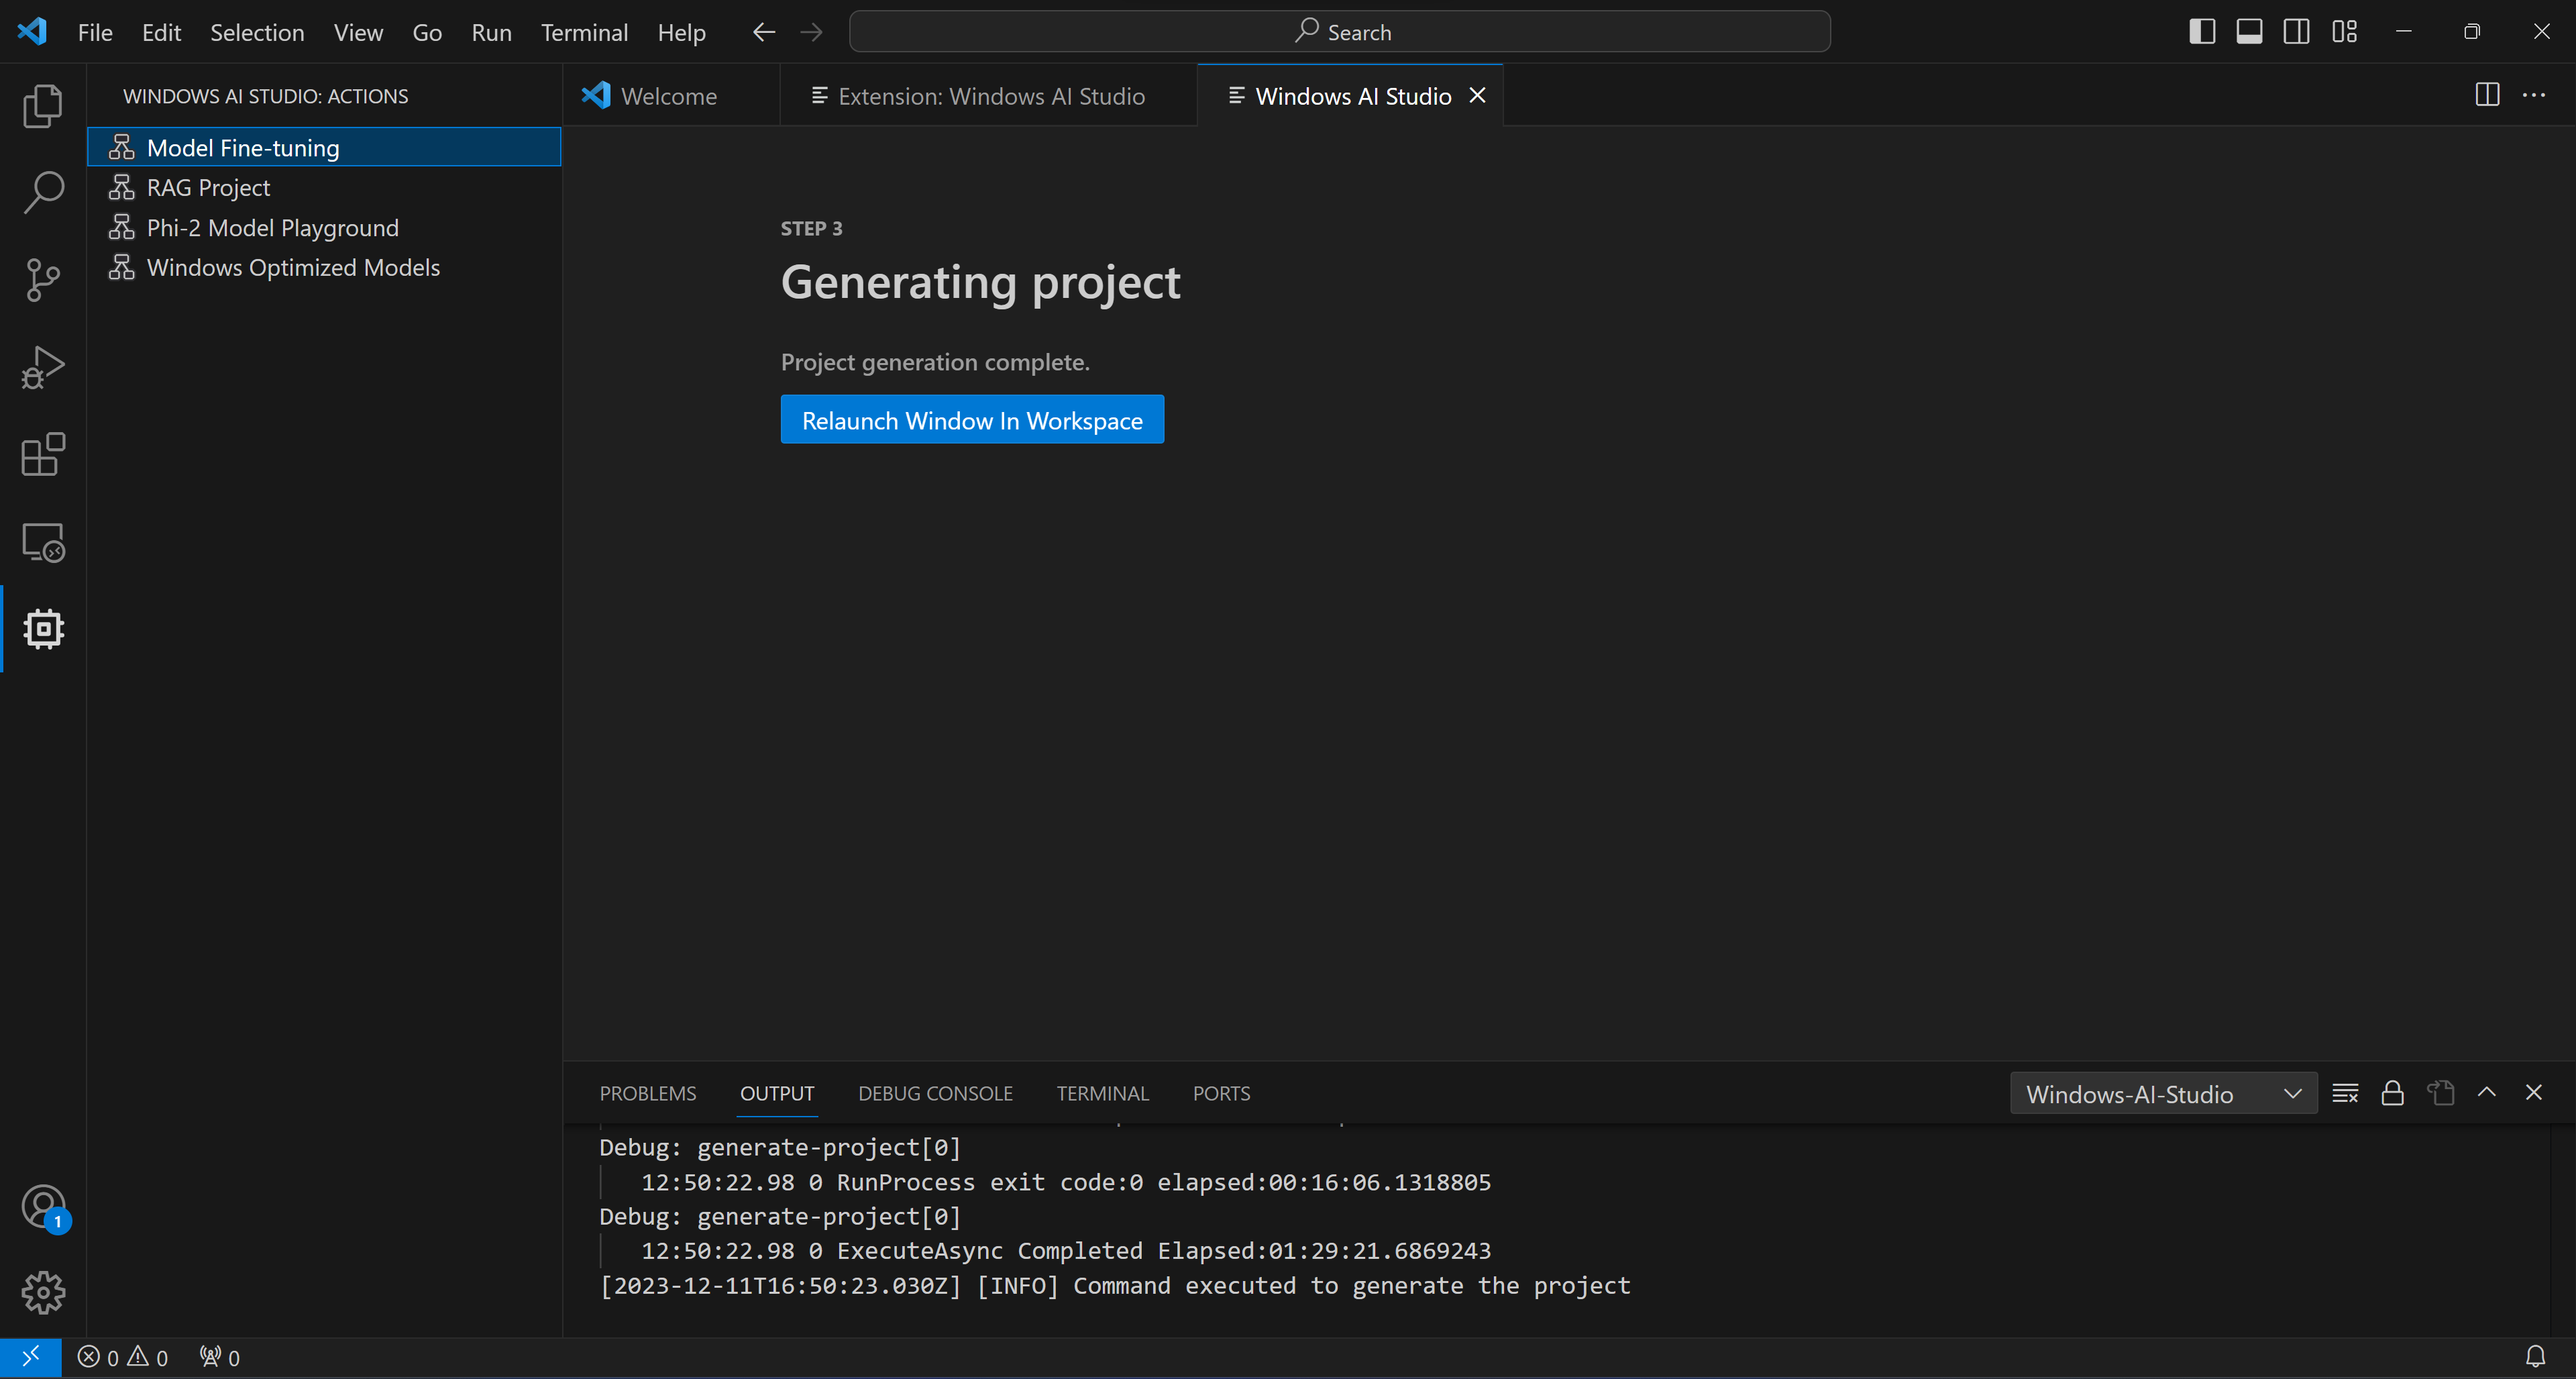 File Edit Selection View Go Run Terminal Help Search
WINDOWS AI STUDIO: ACTIONS
Model Fine-tuning
RAG Project
Phi-2 Model Playground
Windows Optimized Models
Welcome Extension: Windows AI Studio Windows AI Studio
STEP 3
Generating project
Project generation complete.
Relaunch Window In Workspace
PROBLEMS OUTPUT DEBUG CONSOLE TERMINAL PORTS Windows-AI-Studio
Debug: generate-project[0]
12:50:22.98 0 RunProcess exit code:0 elapsed:00:16:06.1318805
Debug: generate-project[0]
12:50:22.98 0 ExecuteAsync Completed Elapsed:01:29:21.6869243
[2023-12-11T16:50:23.030Z] [INFO] Command executed to generate the project
1
0 0 0